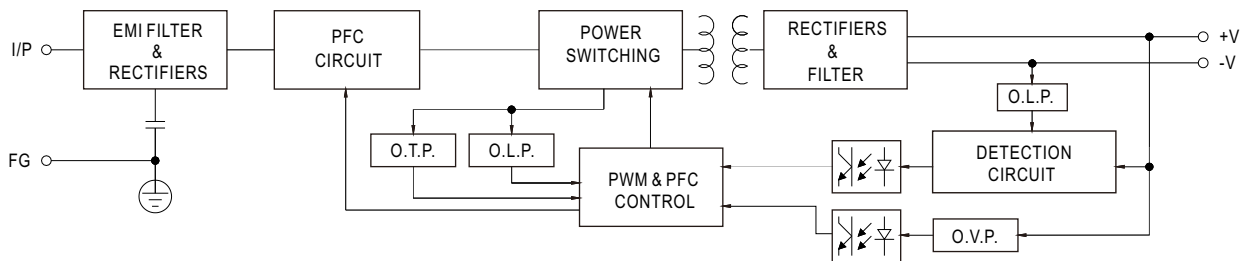 I/P
EMI FILTER
&
RECTIFIERS
PFC
CIRCUIT
POWER
SWITCHING
RECTIFIERS
&
FILTER
+V
-V
O.L.P.
FG
O.T.P.
O.L.P.
PWM & PFC
CONTROL
DETECTION
CIRCUIT
O.V.P.